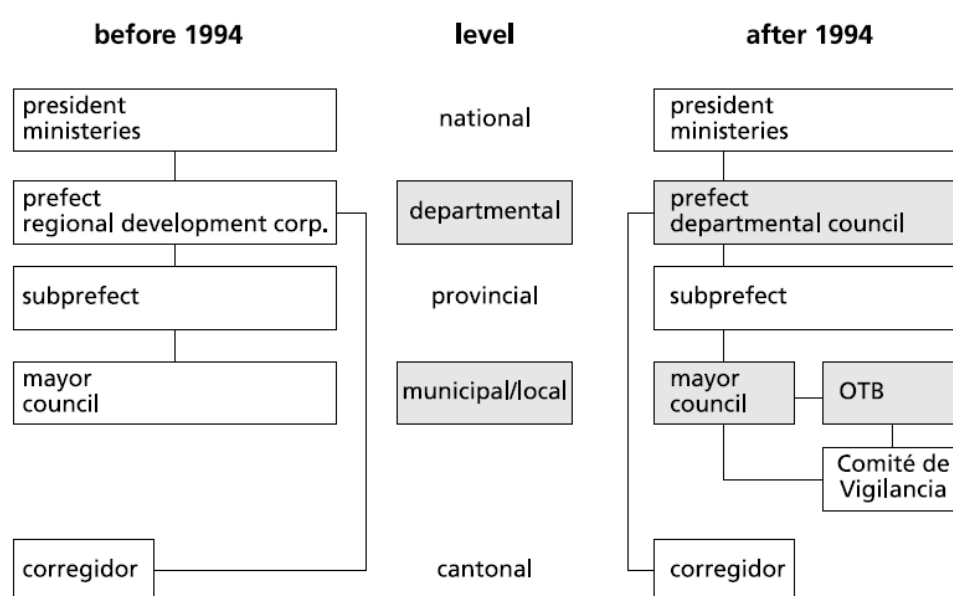 before 1994
level
after 1994
president
ministeries
national
president
ministeries
prefect
regional development corp.
departmental
prefect
departmental council
subprefect
provincial
subprefect
mayor
council
municipal/local
mayor
council
OTB
Comité de
Vigilancia
corregidor
cantonal
corregidor